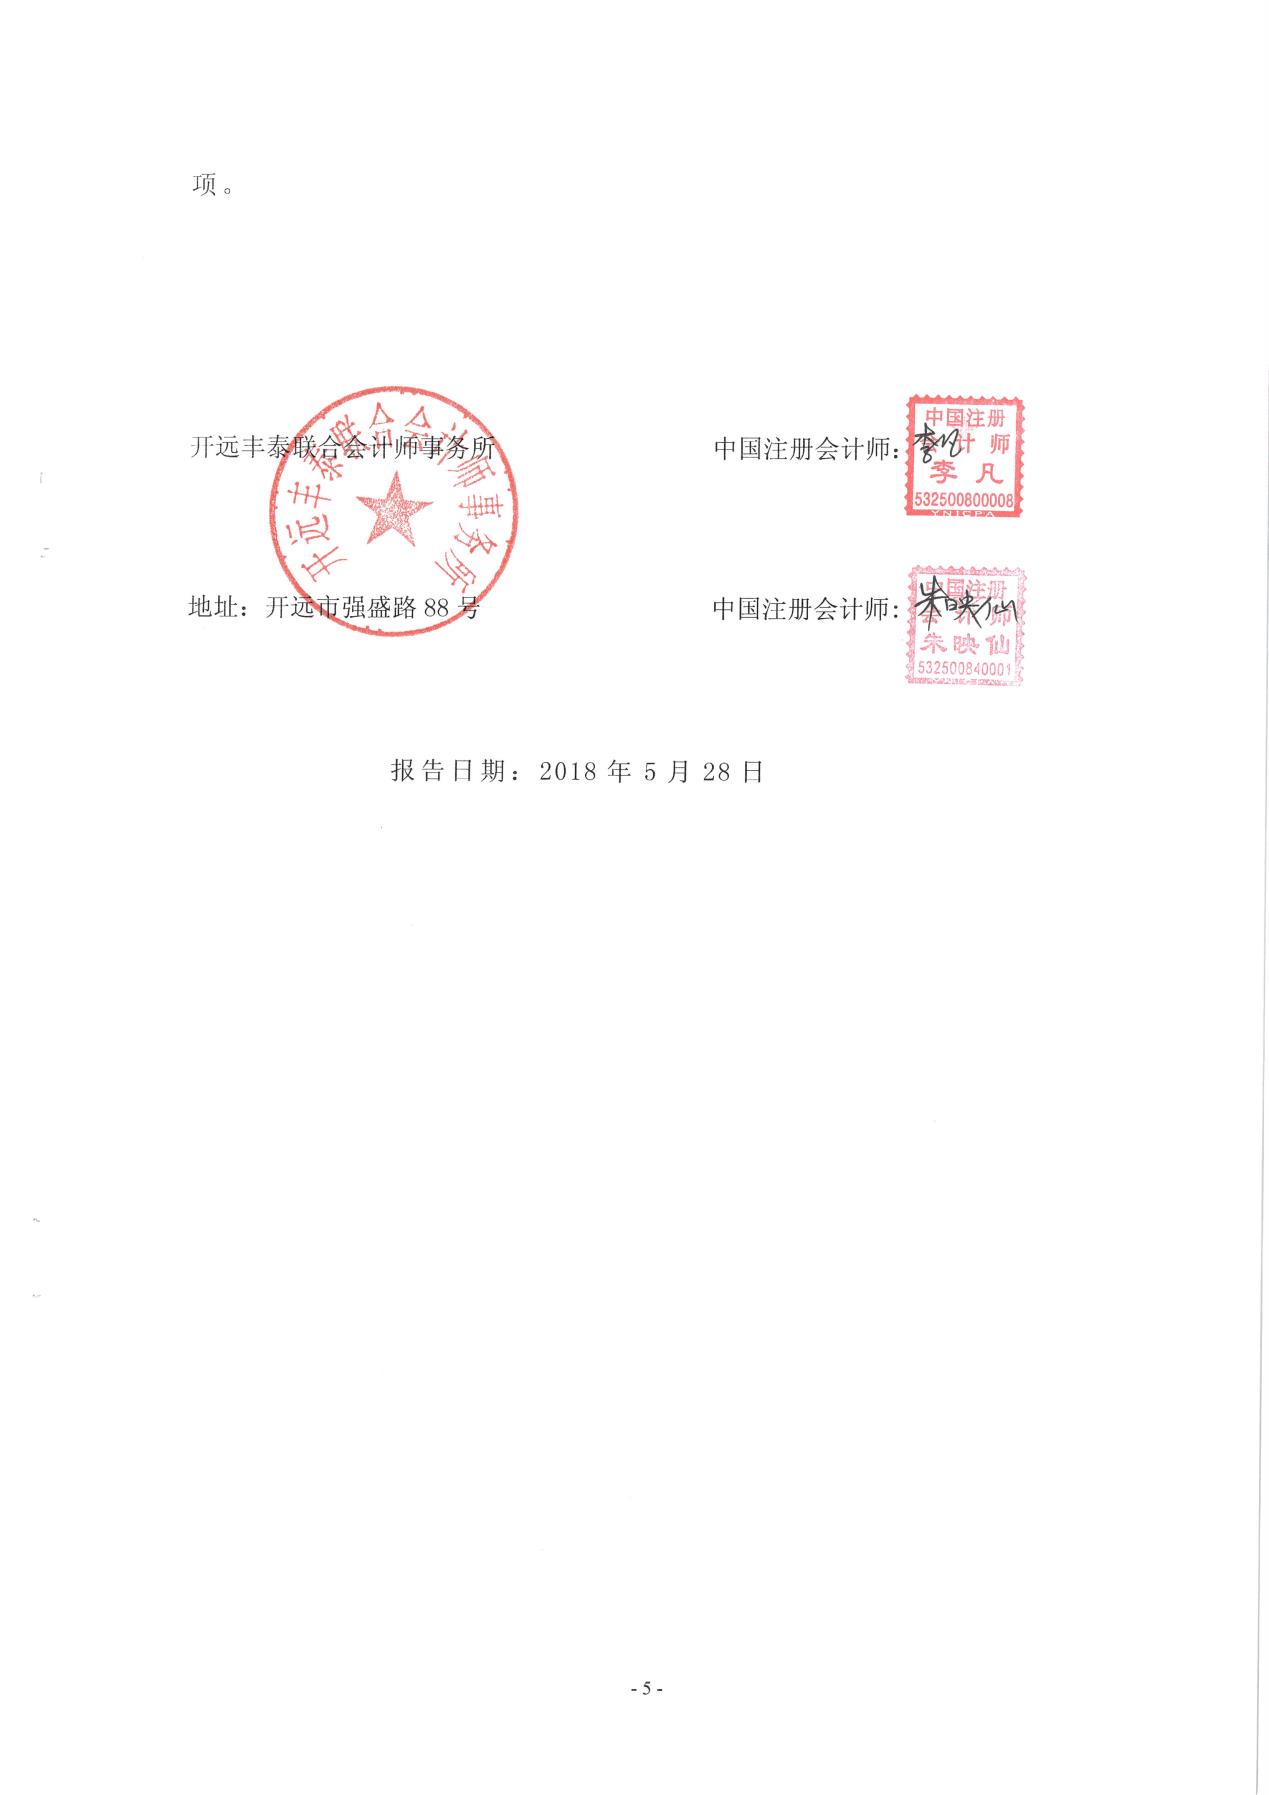 项。
开远丰泰联合会计师事务所
中国注册会计师：
李凡
中国注册
会计师
李凡
532500800008
YNICPA
开远丰泰联合会计师事务所
地址：开远市强盛路 88 号
中国注册会计师：
朱映仙
中国注册
会计师
朱映仙
532500840001
报告日期：2018 年 5 月 28 日
- 5 -